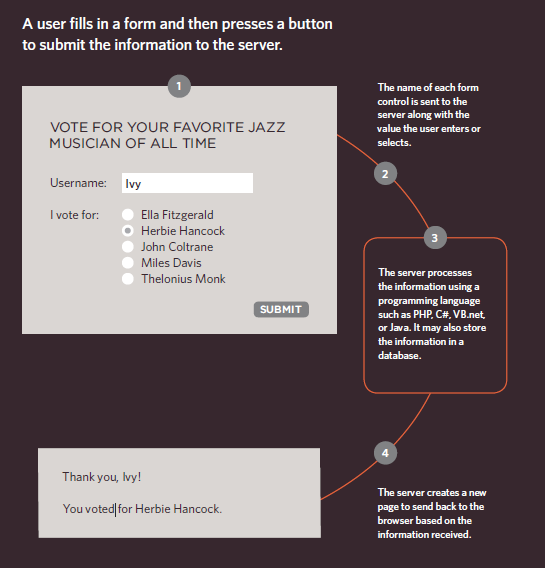 A user fills in a form and then presses a button
to submit the information to the server.
1
VOTE FOR YOUR FAVORITE JAZZ
MUSICIAN OF ALL TIME
Username: Ivy
I vote for: Ella Fitzgerald
Herbie Hancock
John Coltrane
Miles Davis
Thelonius Monk
SUBMIT
The name of each form
control is sent to the
server along with the
value the user enters or
selects.
2
3
The server processes
the information using a
programming language
such as PHP, C#, VB.net,
or Java. It may also store
the information in a
database.
4
The server creates a new
page to send back to the
browser based on the
information received.
Thank you, Ivy!
You voted for Herbie Hancock.